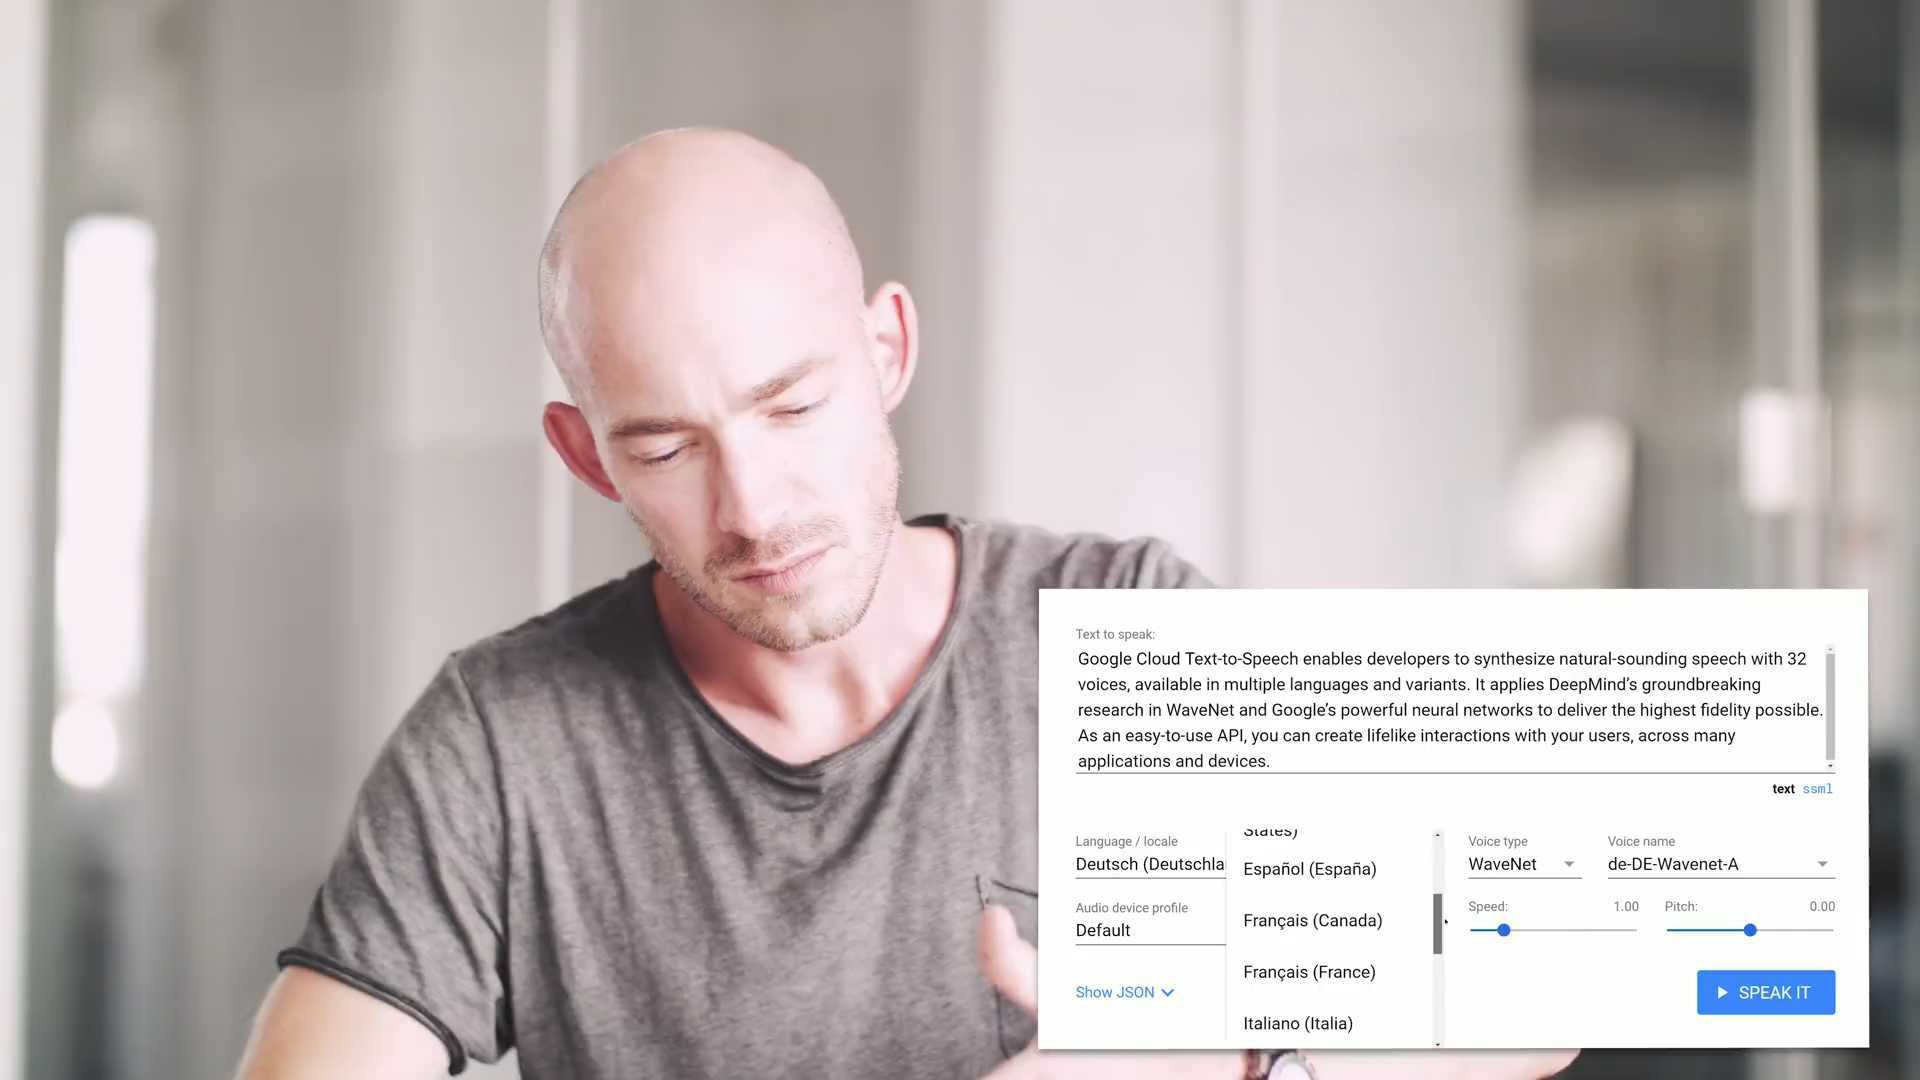 Text to speak:
Google Cloud Text-to-Speech enables developers to synthesize natural-sounding speech with 32
voices, available in multiple languages and variants. It applies DeepMind’s groundbreaking
research in WaveNet and Google’s powerful neural networks to deliver the highest fidelity possible.
As an easy-to-use API, you can create lifelike interactions with your users, across many
applications and devices.
text ssml
Language / locale
Deutsch (Deutschla
States)
Español (España)
Français (Canada)
Français (France)
Italiano (Italia)
Voice type
WaveNet
Voice name
de-DE-Wavenet-A
Audio device profile
Default
Speed: 1.00
Pitch: 0.00
Show JSON
SPEAK IT